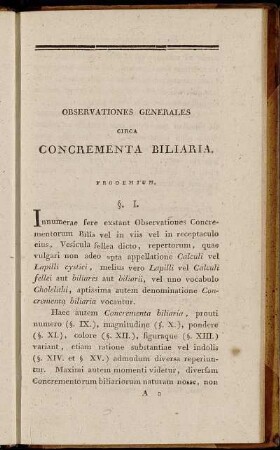 OBSERVATIONES GENERALES
CIRCA
CONCREMENTA BILIARIA.
PROOEMIUM.
§. I.
Innumerae fere exstant Observationes Concre-
mentorum Bilis vel in viis vel in receptaculo
eius, Vesicula fellea dicto, repertorum, quae
vulgari non adeo apta appellatione Calculi vel
Lapilli cystici, melius vero Lapilli vel Calculi
fellei aut biliares aut biliarii, vel uno vocabulo
Cholelithi, aptissima autem denominatione Con-
crementa biliaria vocantur.
Haec autem Concrementa biliaria, prouti
numero (§. IX.), magnitudine (§. X.), pondere
(§. XI.), colore (§. XII.), figuraque (§. XIII.)
variant, etiam ratione substantiae vel indolis
(§. XIV. et §. XV.) admodum diversa reperiun-
tur. Maximi autem momenti videtur, diversam
Concrementorum biliariorum naturam nosse, non
A 2